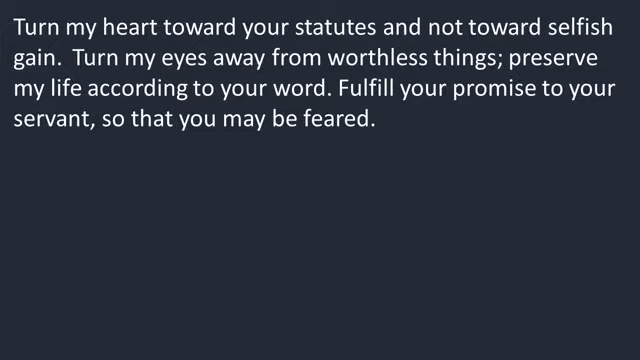 Turn my heart toward your statutes and not toward selfish
gain.  Turn my eyes away from worthless things; preserve
my life according to your word. Fulfill your promise to your
servant, so that you may be feared.